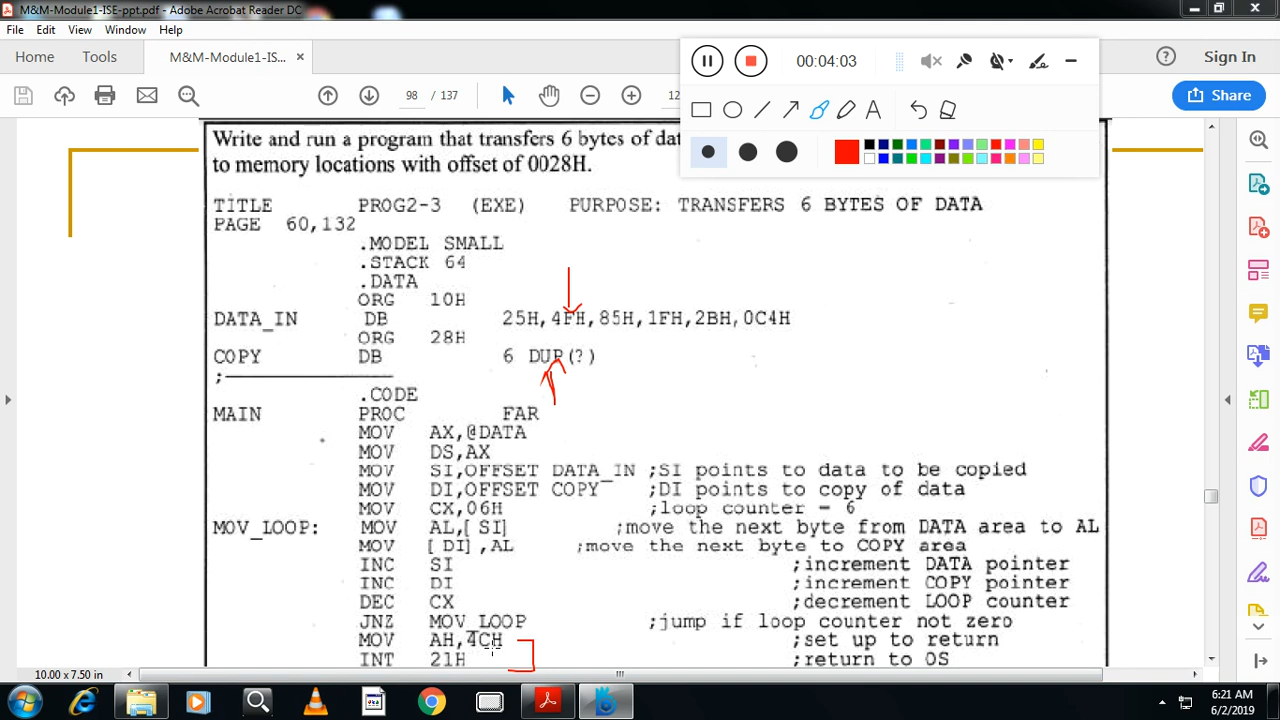 M&M-Module1-ISE-ppt.pdf - Adobe Acrobat Reader DC
File Edit View Window Help
Home Tools M&M-Module1-IS... × Sign In
00:04:03
98 / 137 12 Share
A
Write and run a program that transfers 6 bytes of dat
to memory locations with offset of 0028H.
TITLE PROG2-3 (EXE) PURPOSE: TRANSFERS 6 BYTES OF DATA
PAGE 60,132
.MODEL SMALL
.STACK 64
.DATA
ORG 10H
DATA_IN DB 25H,4FH,85H,1FH,2BH,0C4H
ORG 28H
COPY DB 6 DUP(?)
;
.CODE
MAIN PROC FAR
MOV AX,@DATA
MOV DS,AX
MOV SI,OFFSET DATA_IN ;SI points to data to be copied
MOV DI,OFFSET COPY ;DI points to copy of data
MOV CX,06H ;loop counter = 6
MOV_LOOP: MOV AL,[SI] ;move the next byte from DATA area to AL
MOV [DI],AL ;move the next byte to COPY area
INC SI ;increment DATA pointer
INC DI ;increment COPY pointer
DEC CX ;decrement LOOP counter
JNZ MOV_LOOP ;jump if loop counter not zero
MOV AH,4CH ;set up to return
INT 21H ;return to OS
10.00 x 7.50 in
6:21 AM
6/2/2019